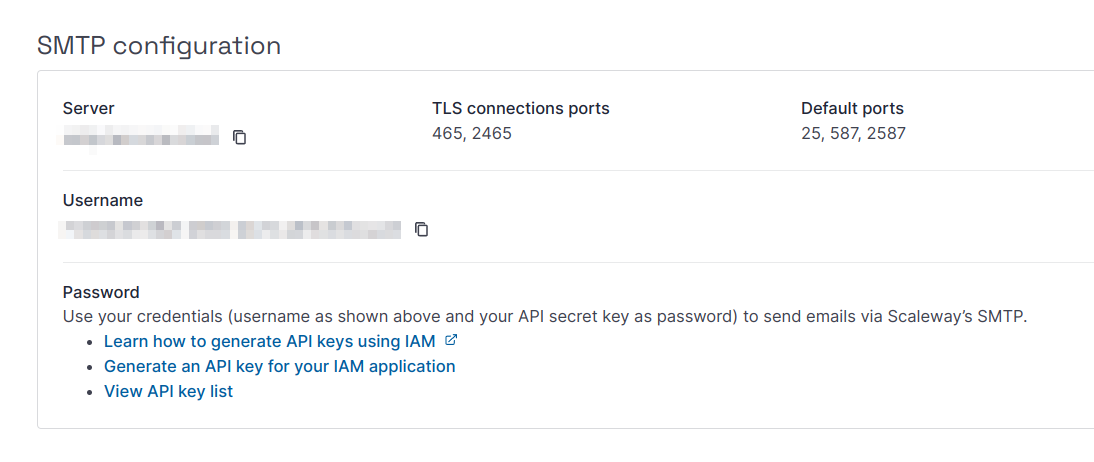 SMTP configuration
Server
TLS connections ports
465, 2465
Default ports
25, 587, 2587
Username
Password
Use your credentials (username as shown above and your API secret key as password) to send emails via Scaleway’s SMTP.
Learn how to generate API keys using IAM
Generate an API key for your IAM application
View API key list